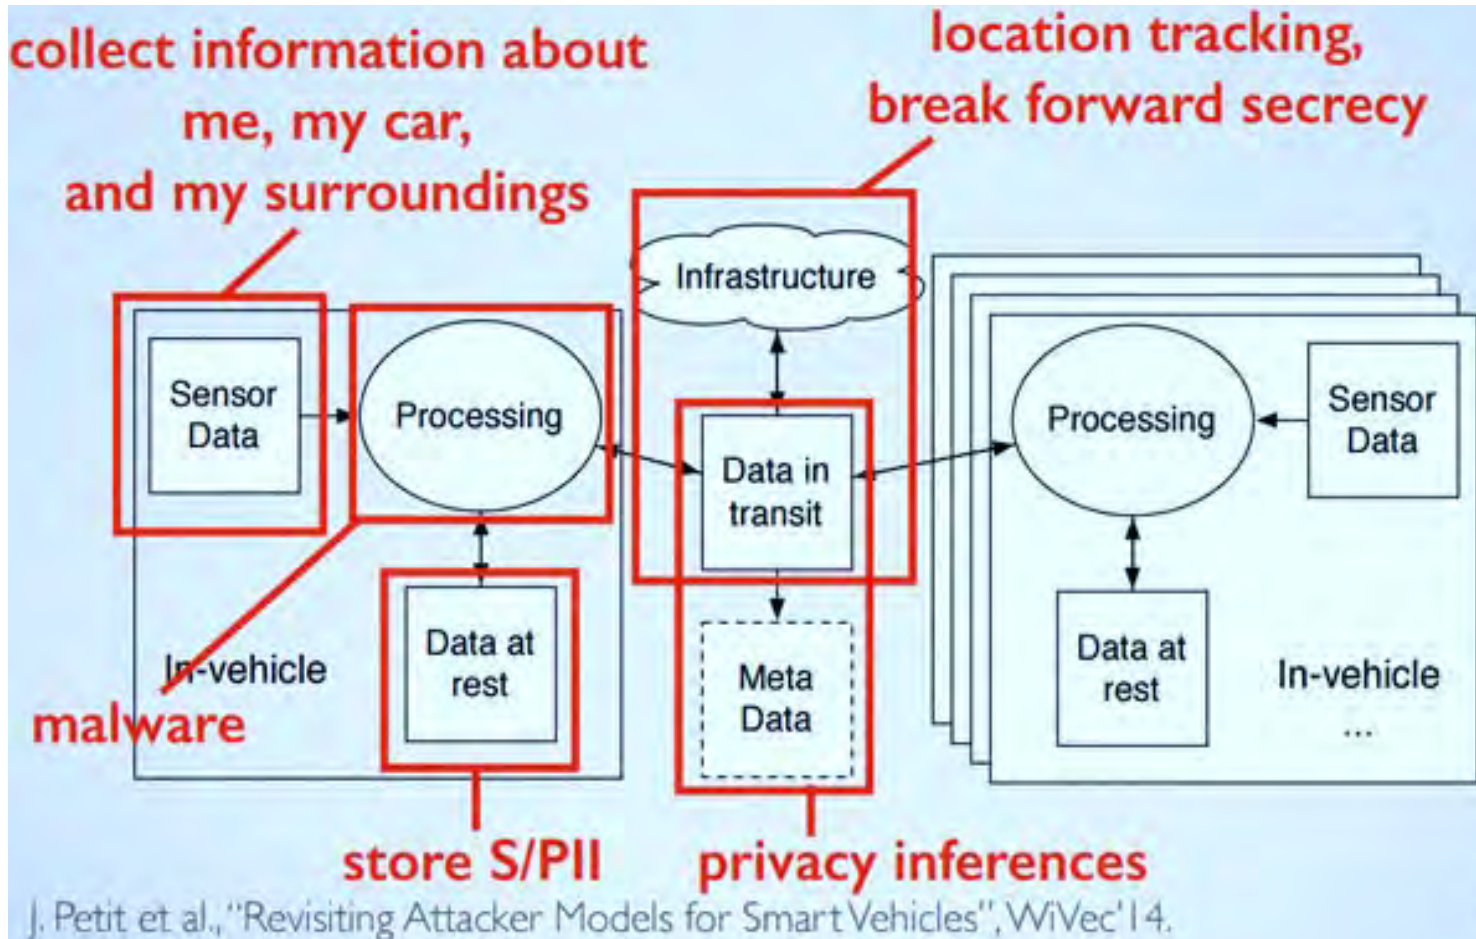 collect information about
me, my car,
and my surroundings
location tracking,
break forward secrecy
Infrastructure
Sensor
Data
Processing
Data in
transit
Processing
Sensor
Data
In-vehicle
Data at
rest
Meta
Data
Data at
rest
In-vehicle
...
malware
store S/PII
privacy inferences
J. Petit et al., "Revisiting Attacker Models for Smart Vehicles", WiVec'14.